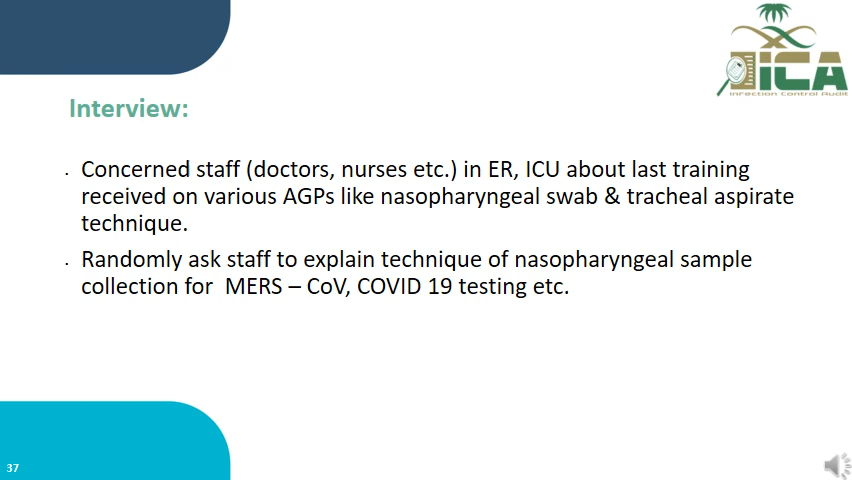 iCA
Infection Control Audit
Interview:
. Concerned staff (doctors, nurses etc.) in ER, ICU about last training
received on various AGPs like nasopharyngeal swab & tracheal aspirate
technique.
. Randomly ask staff to explain technique of nasopharyngeal sample
collection for  MERS – CoV, COVID 19 testing etc.
37